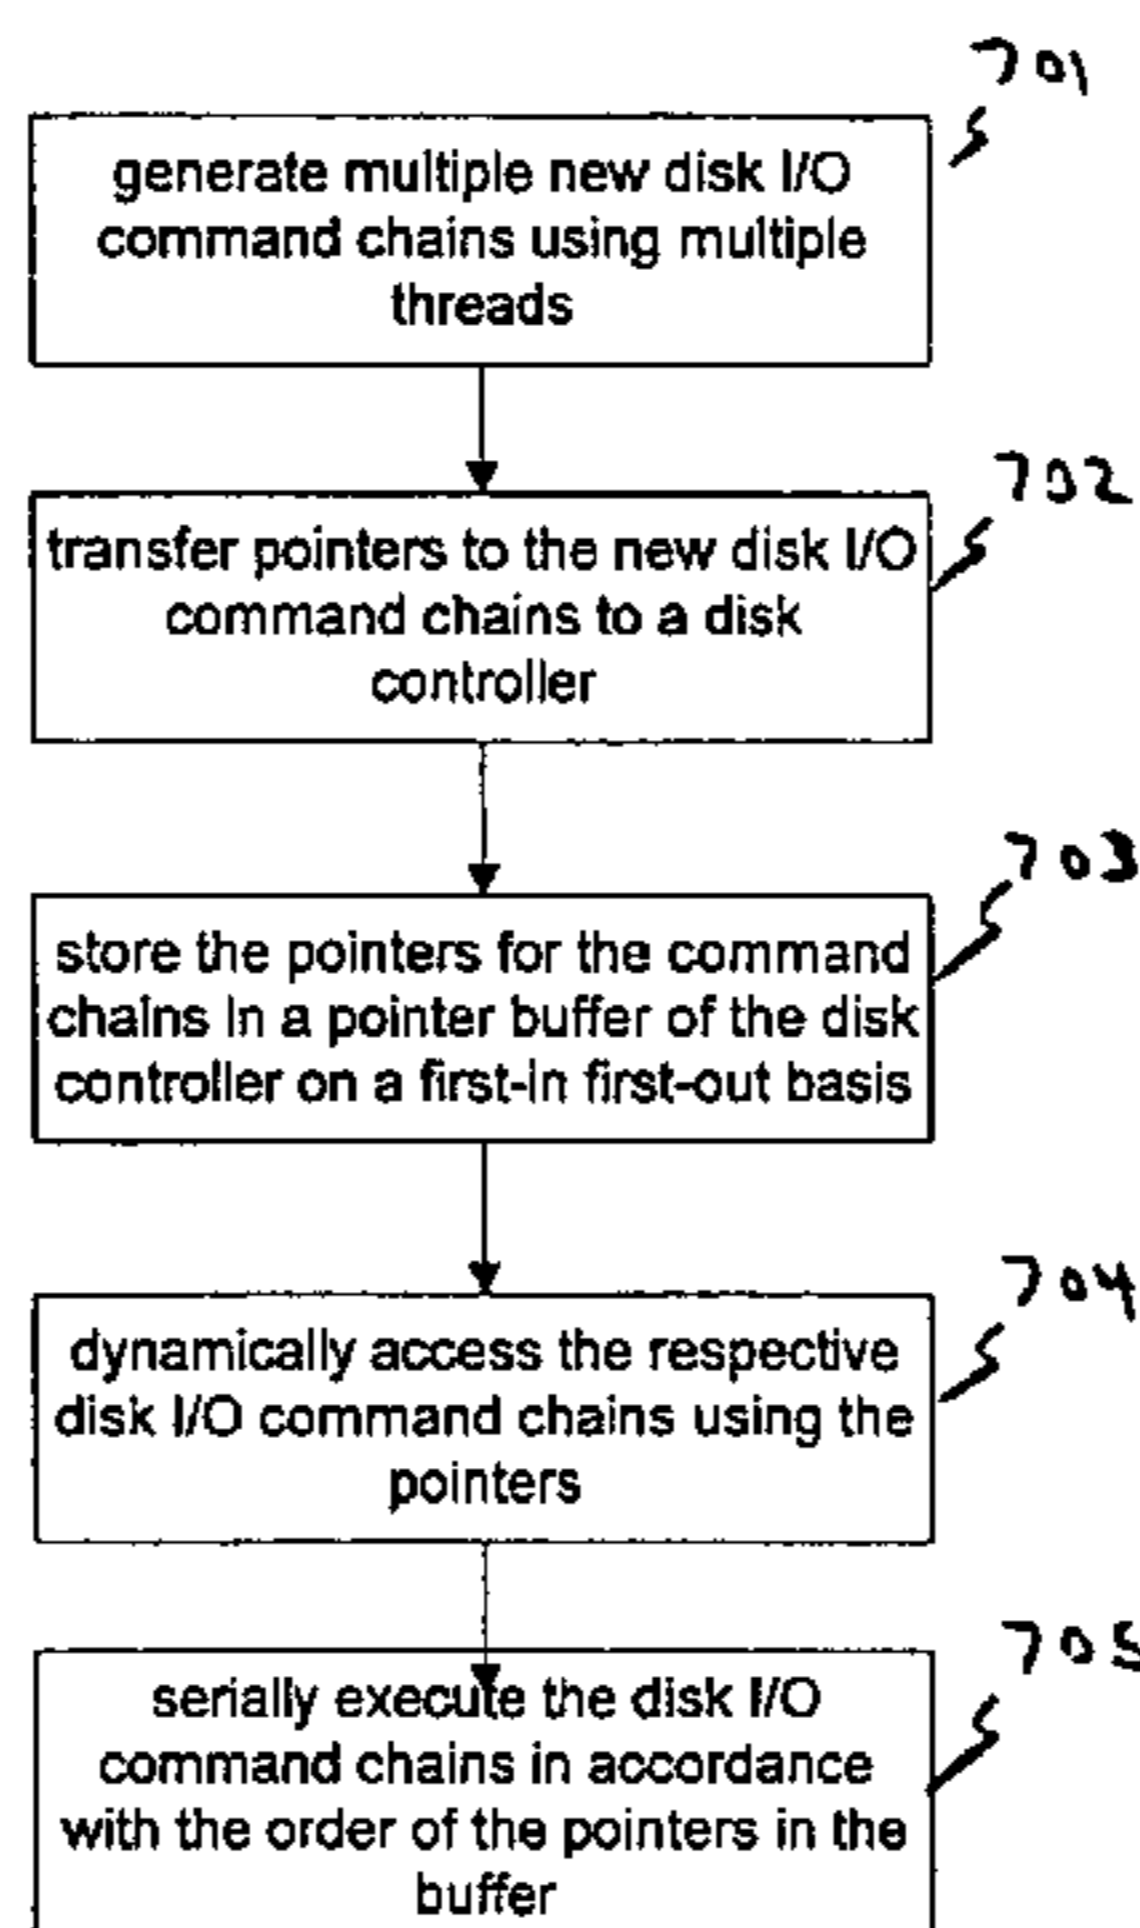 701
generate multiple new disk I/O
command chains using multiple
threads
702
transfer pointers to the new disk I/O
command chains to a disk
controller
703
store the pointers for the command
chains in a pointer buffer of the disk
controller on a first-in first-out basis
704
dynamically access the respective
disk I/O command chains using the
pointers
705
serially execute the disk I/O
command chains in accordance
with the order of the pointers in the
buffer